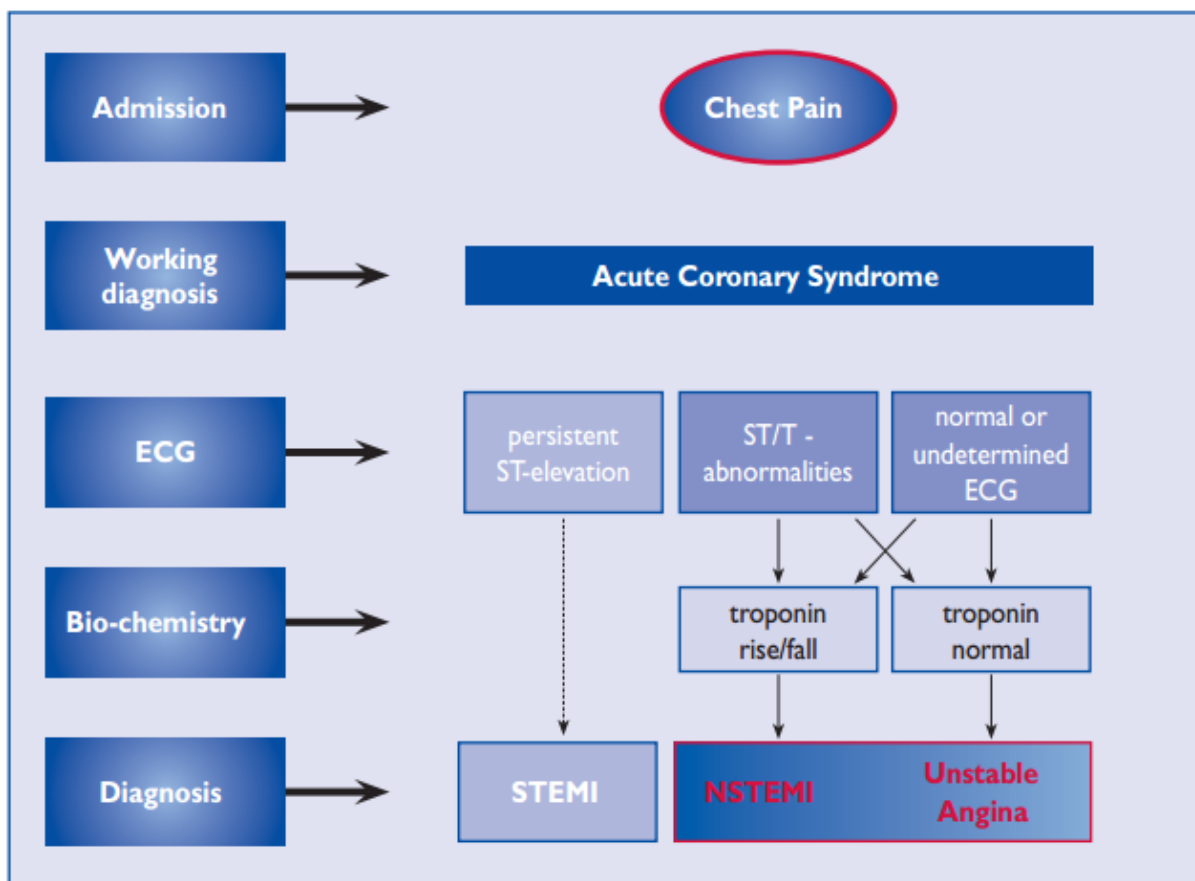 Admission
Chest Pain
Working
diagnosis
Acute Coronary Syndrome
ECG
persistent
ST-elevation
ST/T -
abnormalities
normal or
undetermined
ECG
Bio-chemistry
troponin
rise/fall
troponin
normal
Diagnosis
STEMI
NSTEMI
Unstable
Angina